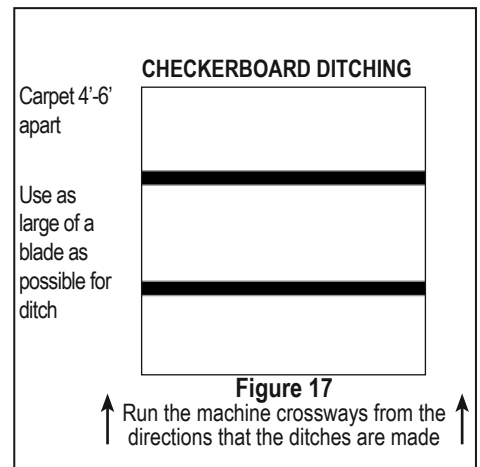 CHECKERBOARD DITCHING
Carpet 4'-6'
apart
Use as
large of a
blade as
possible for
ditch
Figure 17
Run the machine crossways from the
directions that the ditches are made